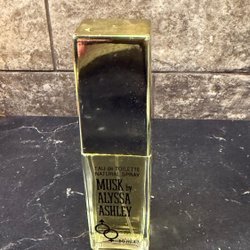 EAU DE TOILETTE
NATURAL SPRAY
MUSK by
ALYSSA
ASHLEY